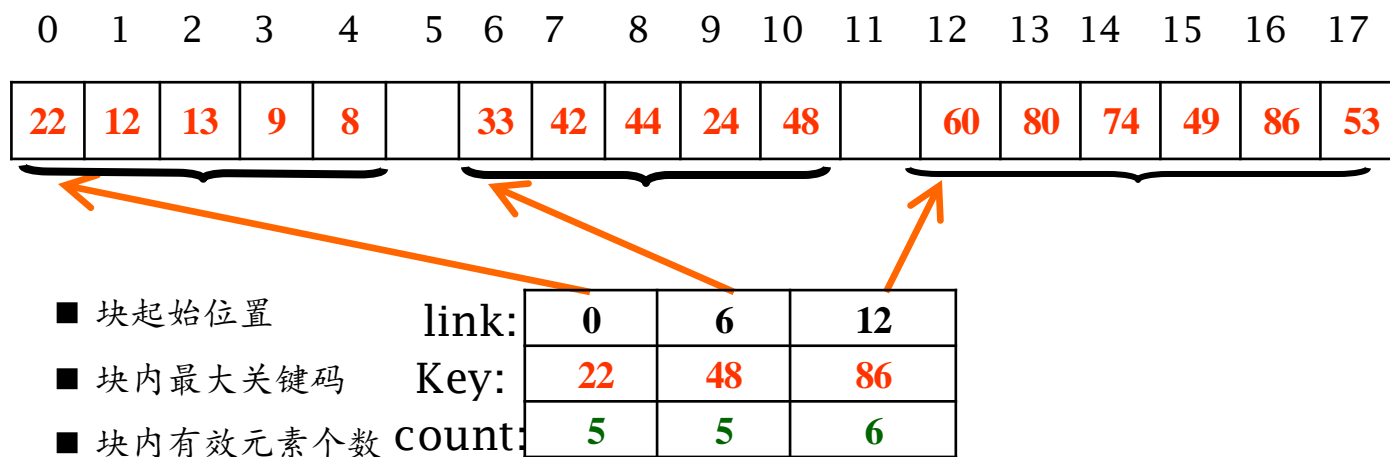 0 1 2 3 4 5 6 7 8 9 10 11 12 13 14 15 16 17
22 12 13 9 8 33 42 44 24 48 60 80 74 49 86 53
■ 块起始位置 link: 0 6 12
■ 块内最大关键码 Key: 22 48 86
■ 块内有效元素个数 count: 5 5 6